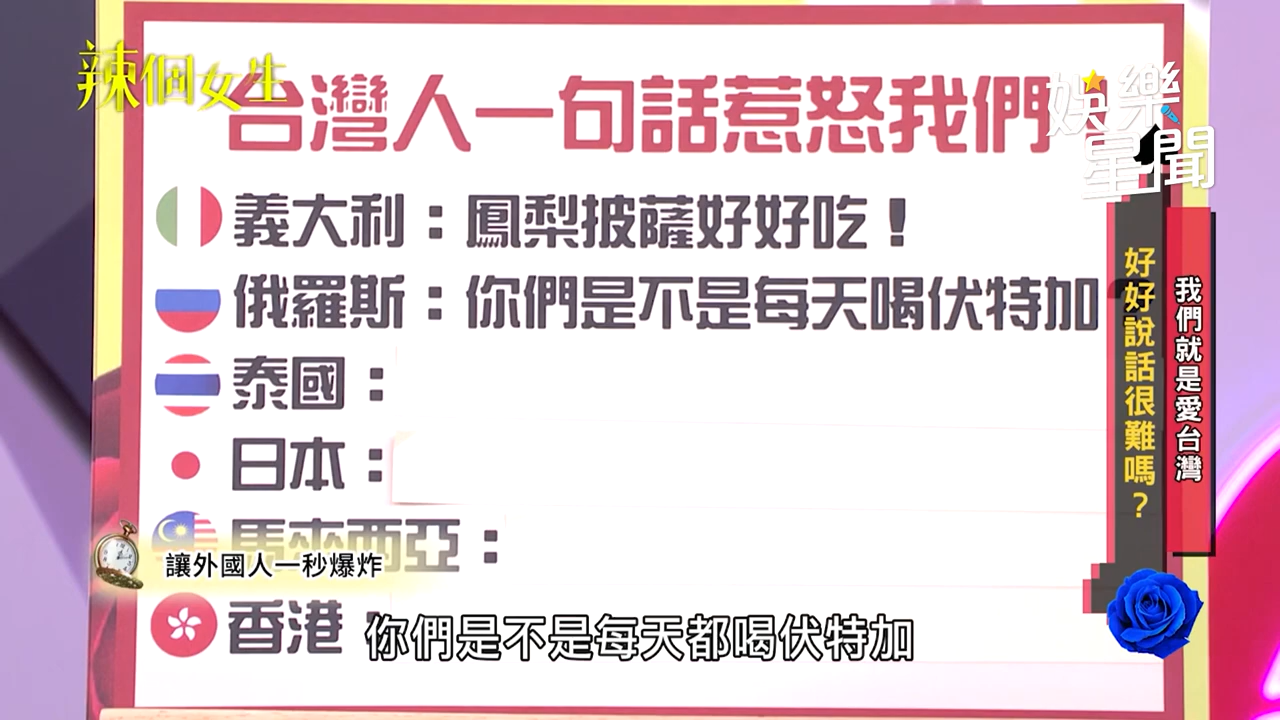 辣個女生
台灣人一句話惹怒我們
娛樂星聞
義大利：鳳梨披薩好好吃！
俄羅斯：你們是不是每天喝伏特加
泰國：
日本：
馬來西亞：
香港：
我們就是愛台灣
好好說話很難嗎？
讓外國人一秒爆炸
你們是不是每天都喝伏特加